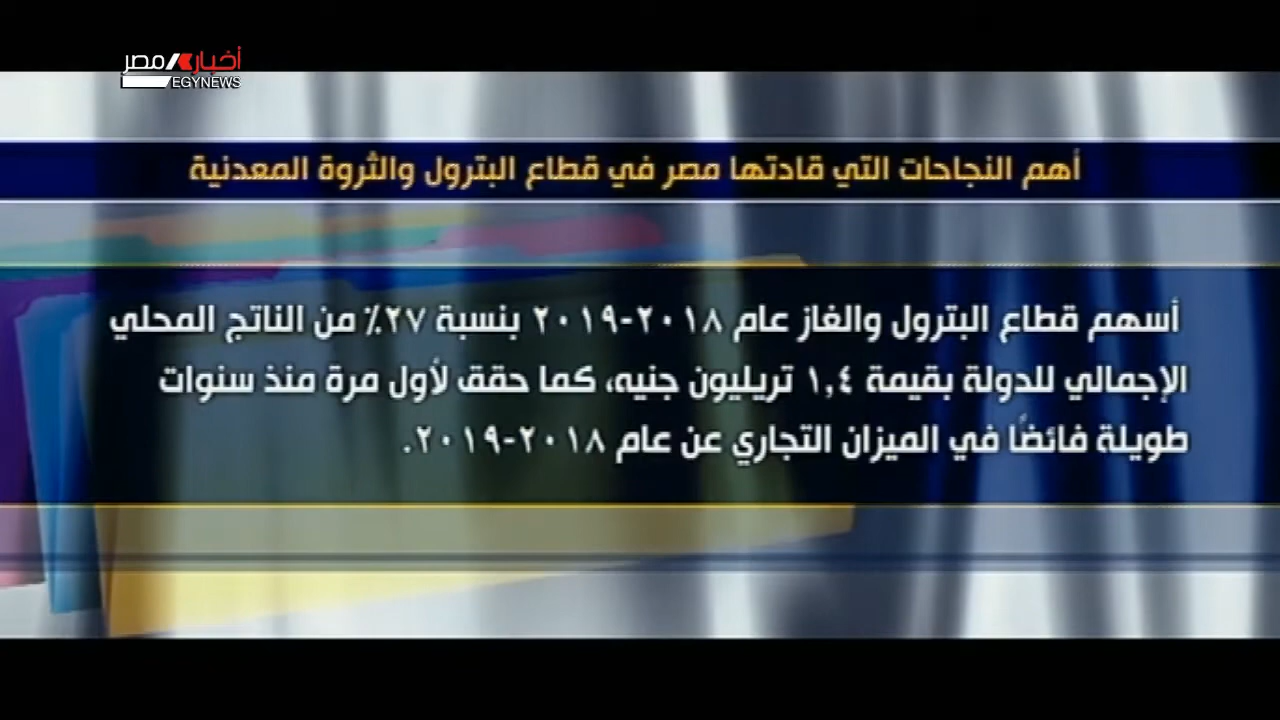 أخبار مصر
EGYNEWS
أهم النجاحات التي قادتها مصر في قطاع البترول والثروة المعدنية
أسهم قطاع البترول والغاز عام ٢٠١٨-٢٠١٩ بنسبة ٢٧٪ من الناتج المحلي
الإجمالي للدولة بقيمة ١,٤ تريليون جنيه، كما حقق لأول مرة منذ سنوات
طويلة فائضًا في الميزان التجاري عن عام ٢٠١٨-٢٠١٩.